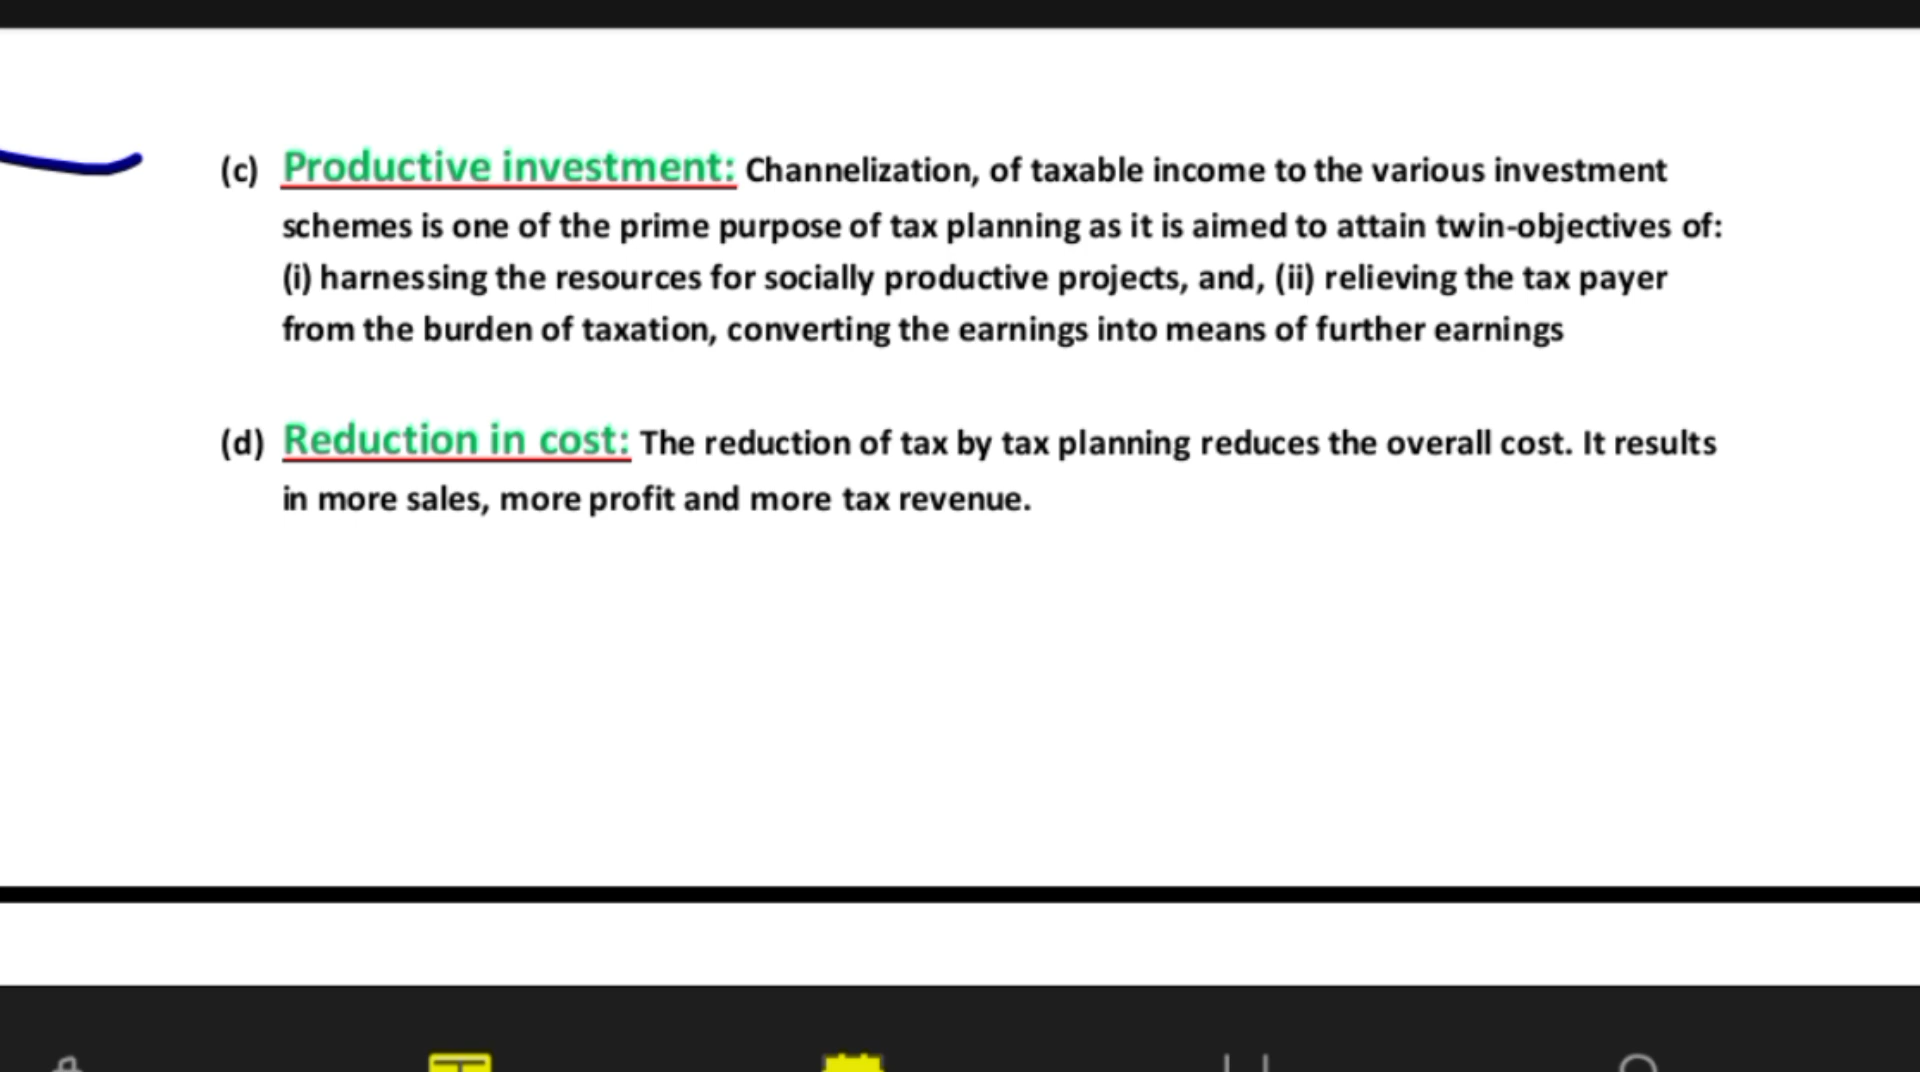 (c) Productive investment: Channelization, of taxable income to the various investment
schemes is one of the prime purpose of tax planning as it is aimed to attain twin-objectives of:
(i) harnessing the resources for socially productive projects, and, (ii) relieving the tax payer
from the burden of taxation, converting the earnings into means of further earnings
(d) Reduction in cost: The reduction of tax by tax planning reduces the overall cost. It results
in more sales, more profit and more tax revenue.